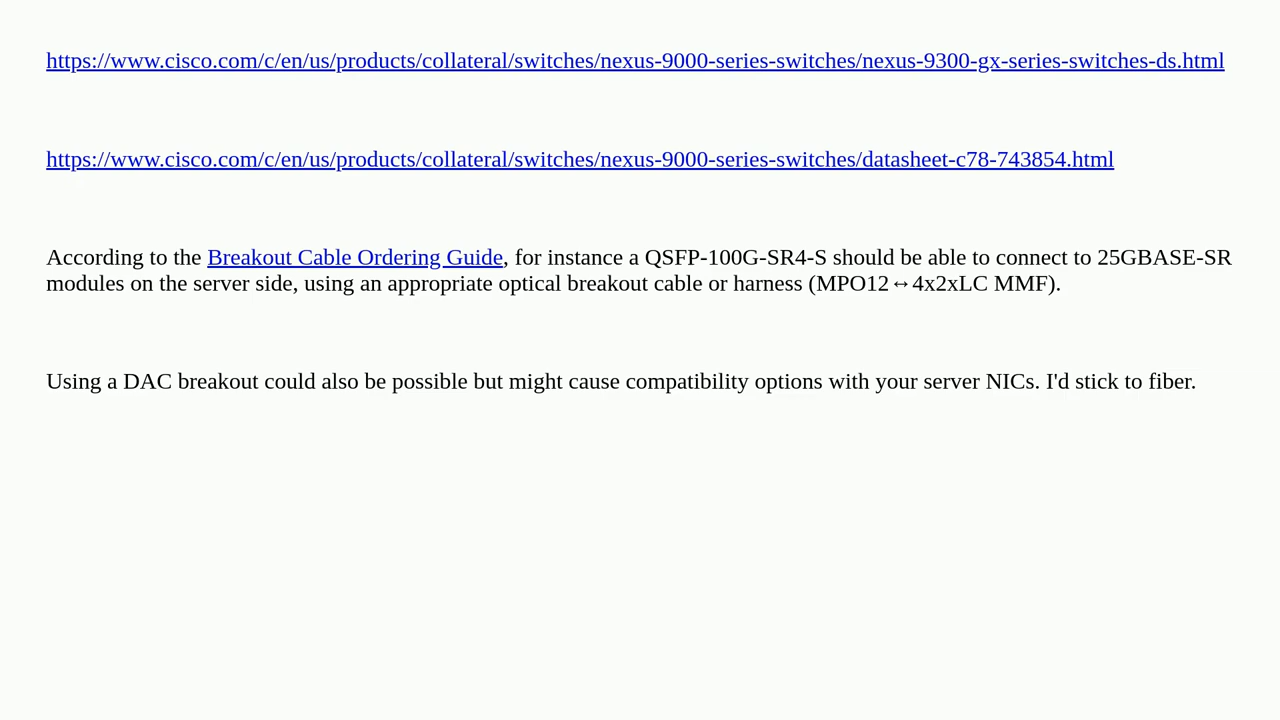 https://www.cisco.com/c/en/us/products/collateral/switches/nexus-9000-series-switches/nexus-9300-gx-series-switches-ds.html
https://www.cisco.com/c/en/us/products/collateral/switches/nexus-9000-series-switches/datasheet-c78-743854.html
According to the Breakout Cable Ordering Guide, for instance a QSFP-100G-SR4-S should be able to connect to 25GBASE-SR
modules on the server side, using an appropriate optical breakout cable or harness (MPO12↔4x2xLC MMF).
Using a DAC breakout could also be possible but might cause compatibility options with your server NICs. I'd stick to fiber.